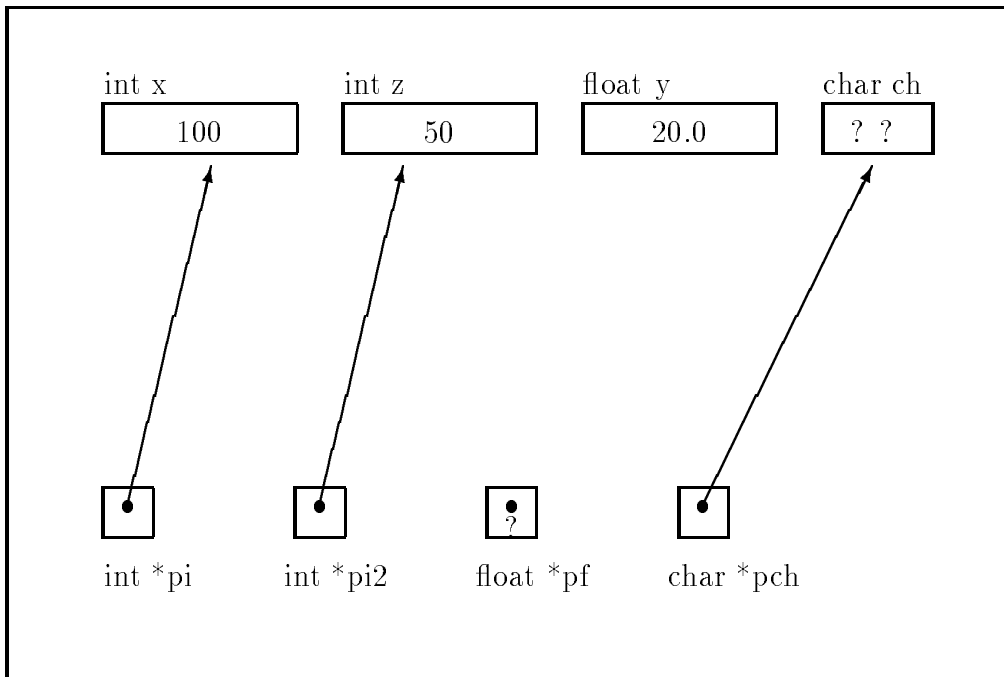 int x int z float y char ch
100 50 20.0 ? ?
?
int *pi int *pi2 float *pf char *pch